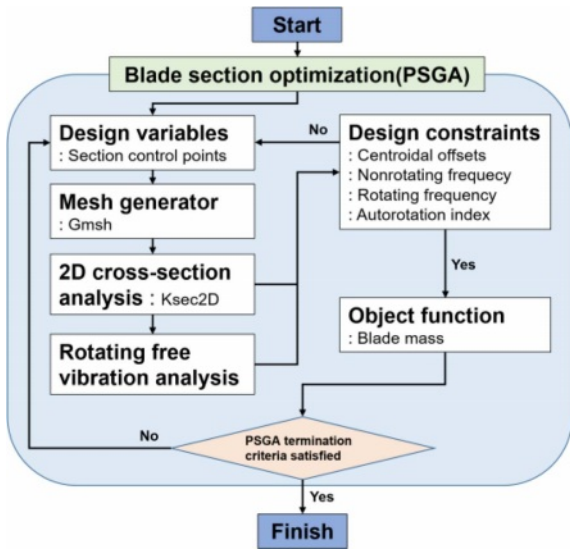 Start
Blade section optimization(PSGA)
Design variables
: Section control points
Mesh generator
: Gmsh
2D cross-section
analysis : Ksec2D
Rotating free
vibration analysis
No
Design constraints
: Centroidal offsets
: Nonrotating frequecy
: Rotating frequency
: Autorotation index
Yes
Object function
: Blade mass
No
PSGA termination
criteria satisfied
Yes
Finish